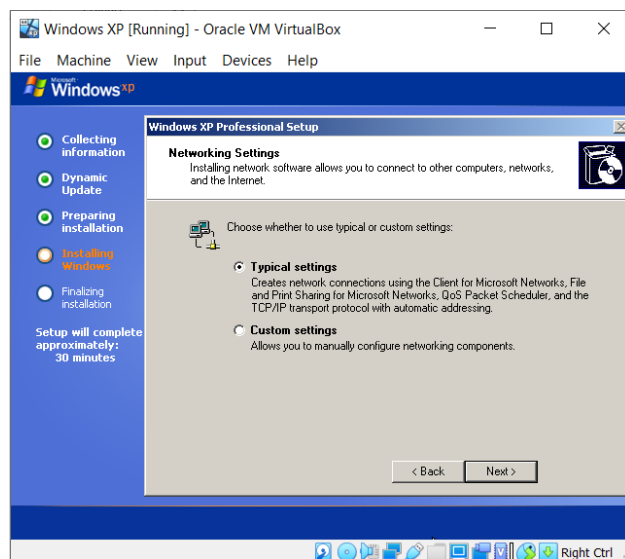 Windows XP [Running] - Oracle VM VirtualBox
File Machine View Input Devices Help
Microsoft
Windows xp
Collecting
information
Dynamic
Update
Preparing
installation
Installing
Windows
Finalizing
installation
Setup will complete
approximately:
30 minutes
Windows XP Professional Setup
Networking Settings
Installing network software allows you to connect to other computers, networks,
and the Internet.
Choose whether to use typical or custom settings:
Typical settings
Creates network connections using the Client for Microsoft Networks, File
and Print Sharing for Microsoft Networks, QoS Packet Scheduler, and the
TCP/IP transport protocol with automatic addressing.
Custom settings
Allows you to manually configure networking components.
< Back Next >
Right Ctrl